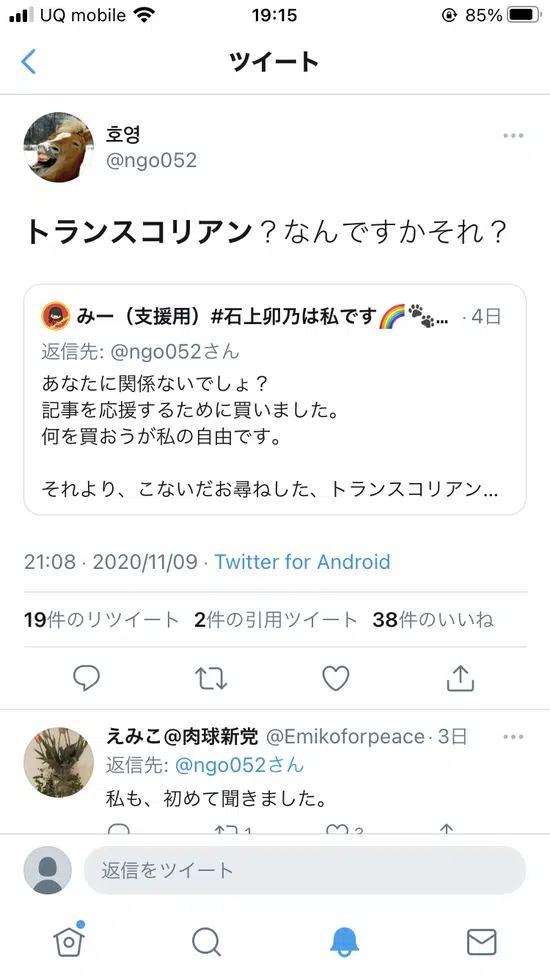 UQ mobile 19:15 85%
ツイート
호영
@ngo052
トランスコリアン？なんですかそれ？
みー（支援用）#石上卯乃は私です🌈🐾... · 4日
返信先: @ngo052さん
あなたに関係ないでしょ？
記事を応援するために買いました。
何を買おうが私の自由です。
それより、こないだお尋ねした、トランスコリアン...
21:08 · 2020/11/09 · Twitter for Android
19件のリツイート 2件の引用ツイート 38件のいいね
えみこ@肉球新党 @Emikoforpeace · 3日
返信先: @ngo052さん
私も、初めて聞きました。
返信をツイート